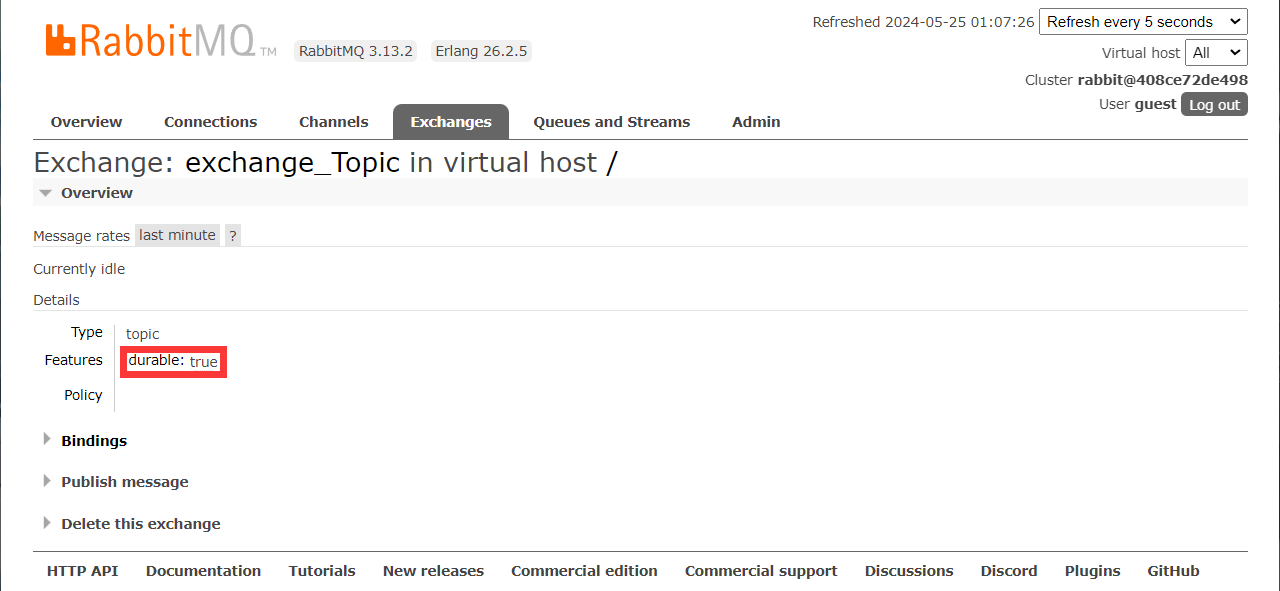 RabbitMQ TM RabbitMQ 3.13.2 Erlang 26.2.5
Refreshed 2024-05-25 01:07:26 Refresh every 5 seconds
Virtual host All
Cluster rabbit@408ce72de498
User guest Log out
Overview Connections Channels Exchanges Queues and Streams Admin
Exchange: exchange_Topic in virtual host /
Overview
Message rates last minute ?
Currently idle
Details
Type topic
Features durable: true
Policy
Bindings
Publish message
Delete this exchange
HTTP API Documentation Tutorials New releases Commercial edition Commercial support Discussions Discord Plugins GitHub